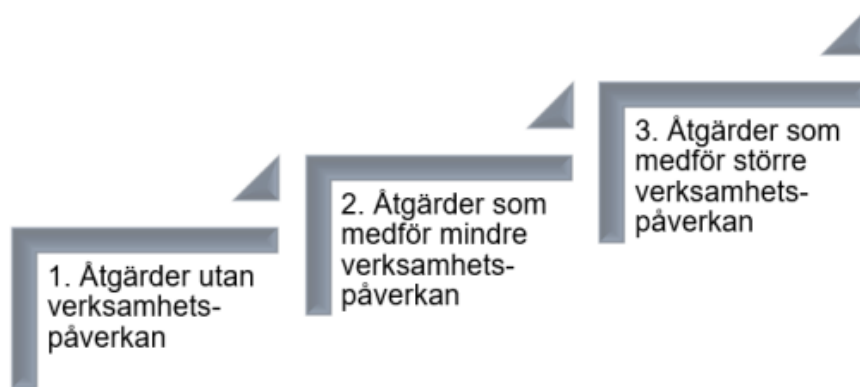 1. Åtgärder utan
verksamhets-
påverkan
2. Åtgärder som
medför mindre
verksamhets-
påverkan
3. Åtgärder som
medför större
verksamhets-
påverkan